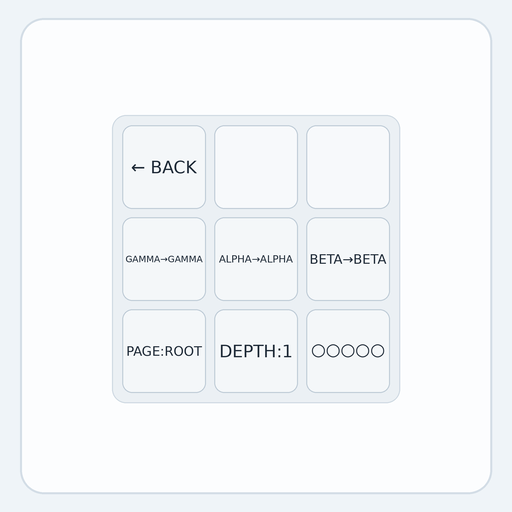 ← BACK
GAMMA→GAMMA
ALPHA→ALPHA
BETA→BETA
PAGE:ROOT
DEPTH:1
○○○○○